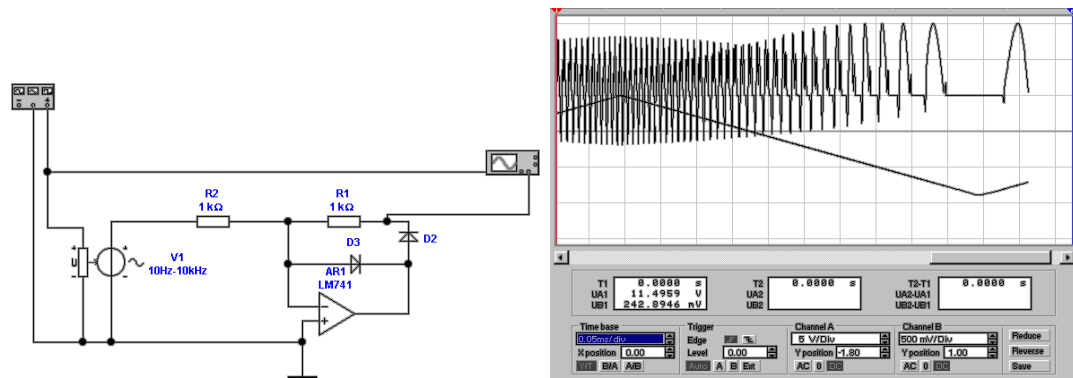 R2
1 kΩ
R1
1 kΩ
D2
D3
V1
10Hz-10kHz
AR1
LM741
U
T1 0.0000 s
UA1 11.4959 V
UB1 242.8946 mV
T2 0.0000 s
UA2
UB2
T2-T1 0.0000 s
UA2-UA1
UB2-UB1
Time base
0.05ms/div
X position 0.00
Y/T B/A A/B
Trigger
Edge
Level 0.00
Auto A B Ext
Channel A
5 V/Div
Y position -1.80
AC 0 DC
Channel B
500 mV/Div
Y position 1.00
AC 0 DC
Reduce
Reverse
Save